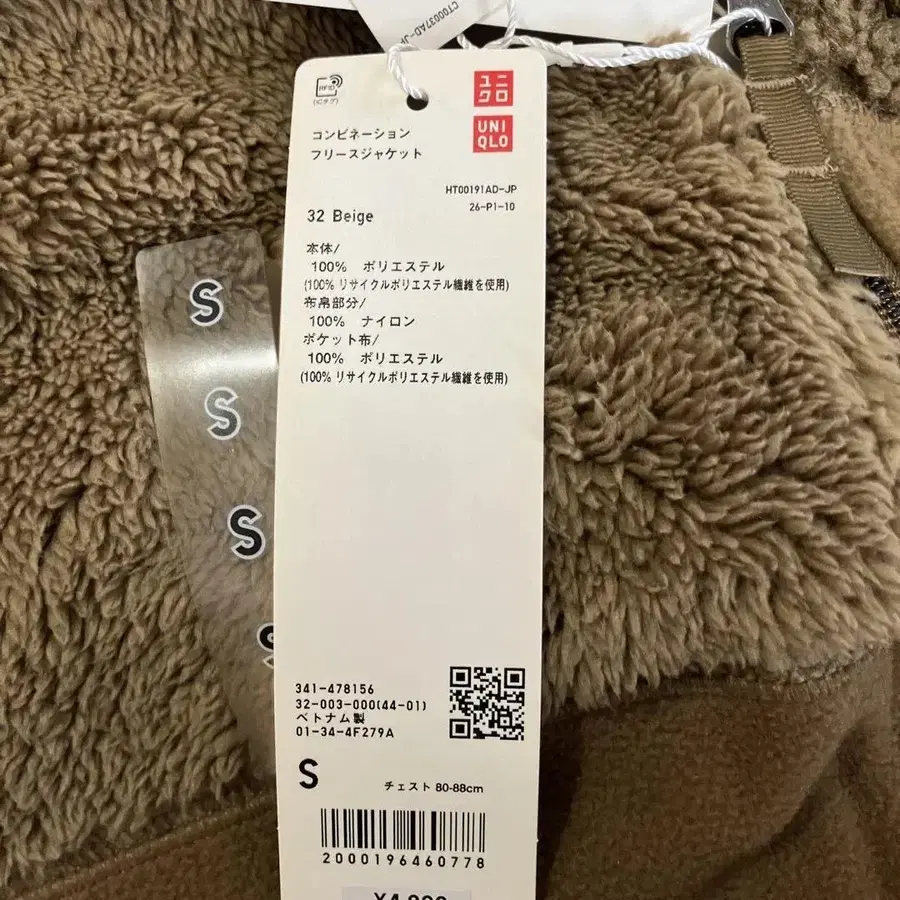 CT00037AD-JP
RFID
(ICタグ)
ユニ
クロ
UNI
QLO
コンビネーション
フリースジャケット
HT00191AD-JP
26-P1-10
32 Beige
本体/
100% ポリエステル
(100% リサイクルポリエステル繊維を使用)
布帛部分/
100% ナイロン
ポケット布/
100% ポリエステル
(100% リサイクルポリエステル繊維を使用)
S
S
S
S
341-478156
32-003-000(44-01)
ベトナム製
01-34-4F279A
S チェスト 80-88cm
2000196460778